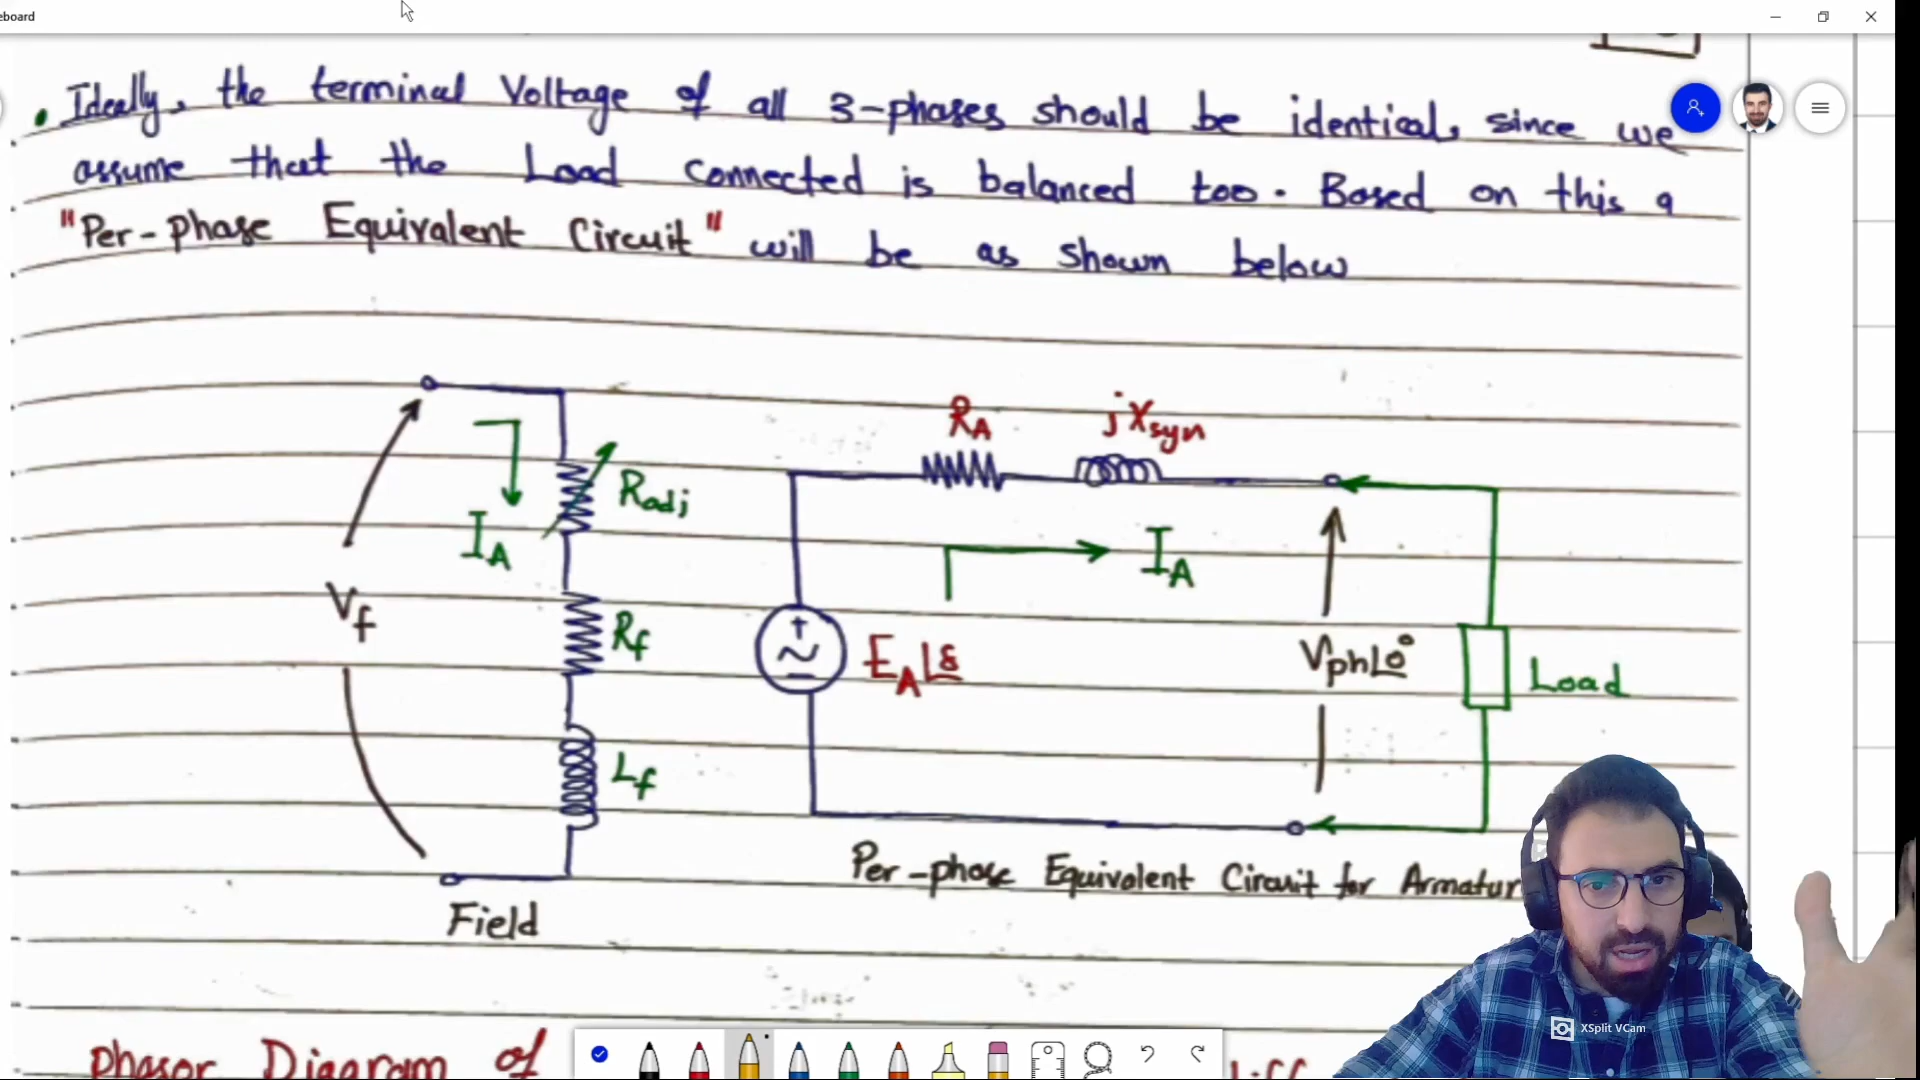 eboard
• Ideally, the terminal Voltage of all 3-phases should be identical, since we
assume that the Load connected is balanced too. Based on this a
"Per-phase Equivalent Circuit" will be as shown below
RA
jXsyn
Radj
IA
IA
Vf
Rf
EA∟δ
Vph∟0°
Load
Lf
Per-phase Equivalent Circuit for Armatur
Field
XSplit VCam
phasor Diagram of